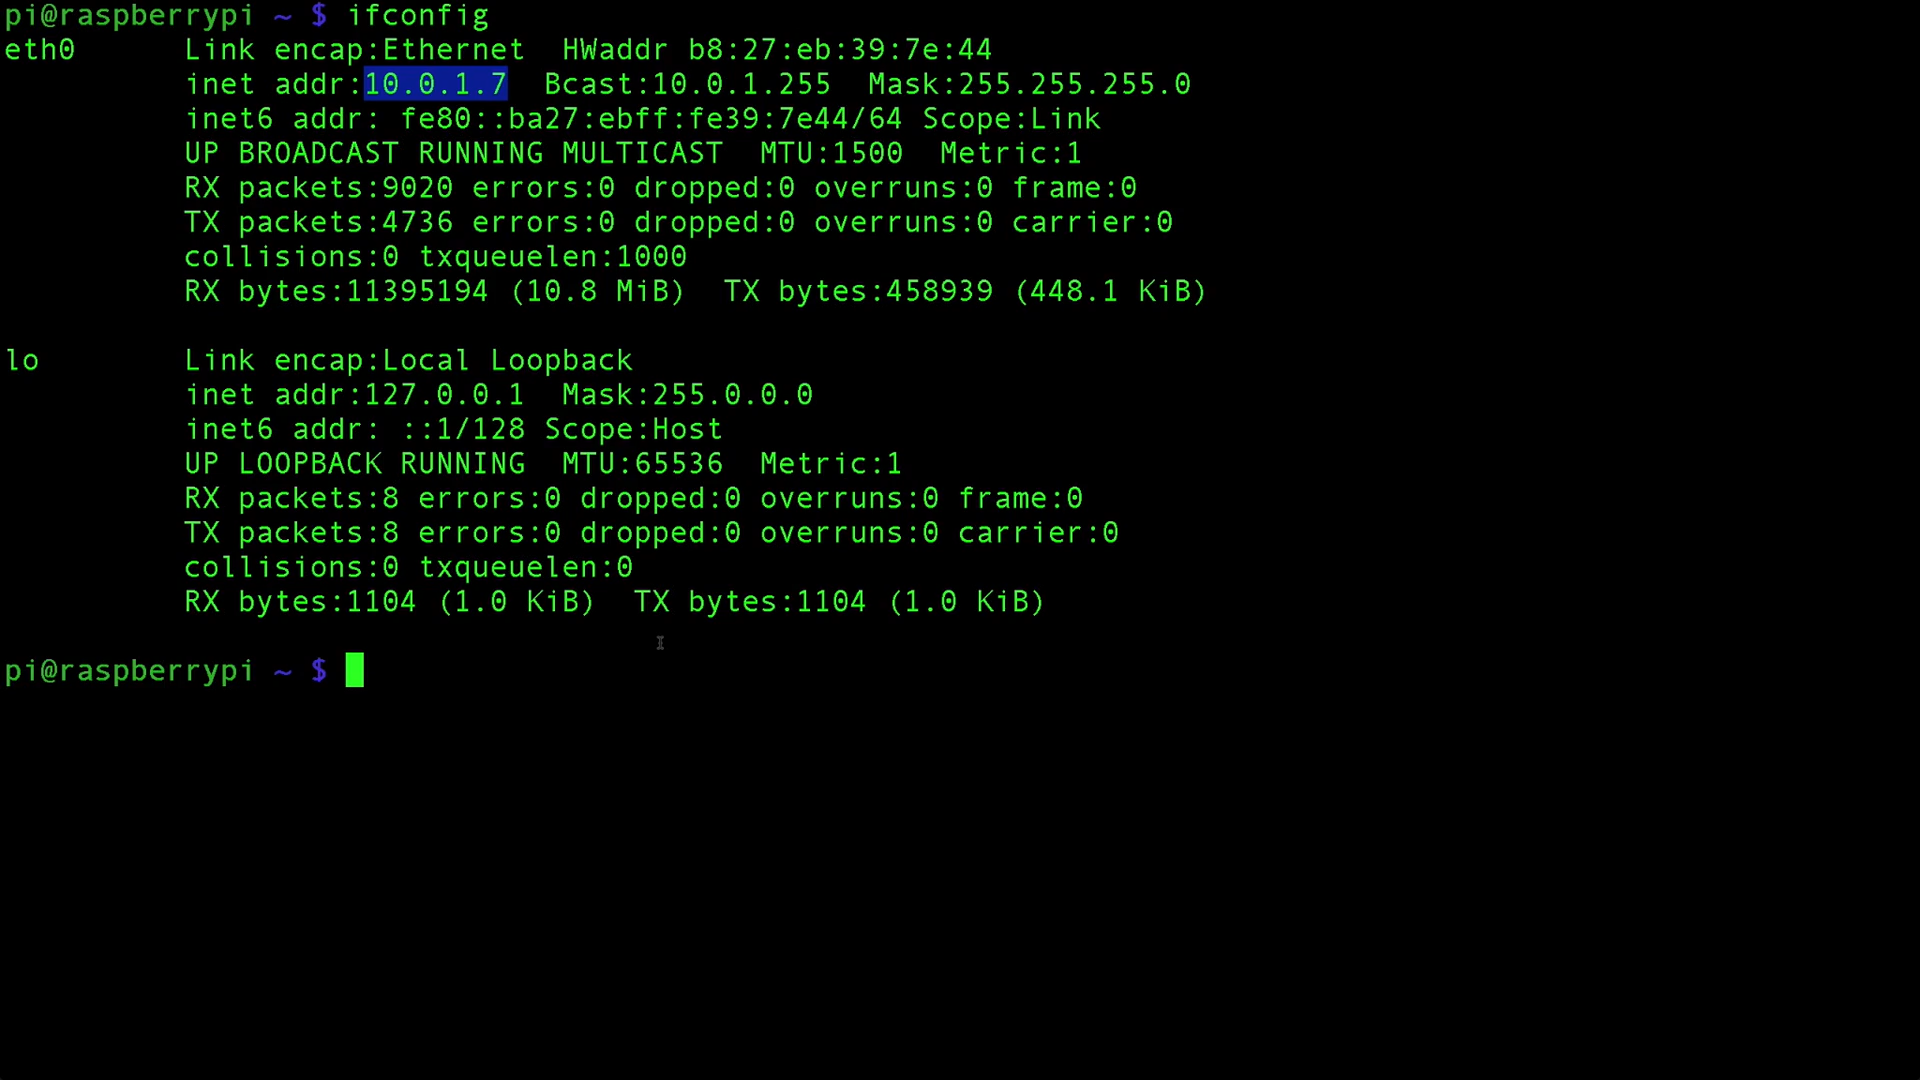 pi@raspberrypi ~ $ ifconfig
eth0      Link encap:Ethernet  HWaddr b8:27:eb:39:7e:44
          inet addr:10.0.1.7  Bcast:10.0.1.255  Mask:255.255.255.0
          inet6 addr: fe80::ba27:ebff:fe39:7e44/64 Scope:Link
          UP BROADCAST RUNNING MULTICAST  MTU:1500  Metric:1
          RX packets:9020 errors:0 dropped:0 overruns:0 frame:0
          TX packets:4736 errors:0 dropped:0 overruns:0 carrier:0
          collisions:0 txqueuelen:1000
          RX bytes:11395194 (10.8 MiB)  TX bytes:458939 (448.1 KiB)

lo        Link encap:Local Loopback
          inet addr:127.0.0.1  Mask:255.0.0.0
          inet6 addr: ::1/128 Scope:Host
          UP LOOPBACK RUNNING  MTU:65536  Metric:1
          RX packets:8 errors:0 dropped:0 overruns:0 frame:0
          TX packets:8 errors:0 dropped:0 overruns:0 carrier:0
          collisions:0 txqueuelen:0
          RX bytes:1104 (1.0 KiB)  TX bytes:1104 (1.0 KiB)

pi@raspberrypi ~ $